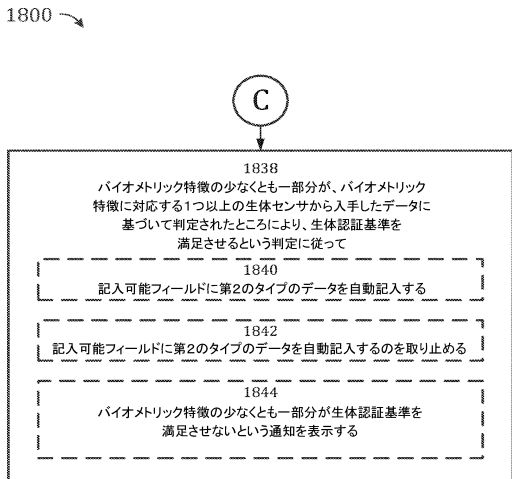 1800
C
1838
バイオメトリック特徴の少なくとも一部分が、バイオメトリック
特徴に対応する1つ以上の生体センサから入手したデータに
基づいて判定されたところにより、生体認証基準を
満足させるという判定に従って
1840
記入可能フィールドに第2のタイプのデータを自動記入する
1842
記入可能フィールドに第2のタイプのデータを自動記入するのを取り止める
1844
バイオメトリック特徴の少なくとも一部分が生体認証基準を
満足させないという通知を表示する